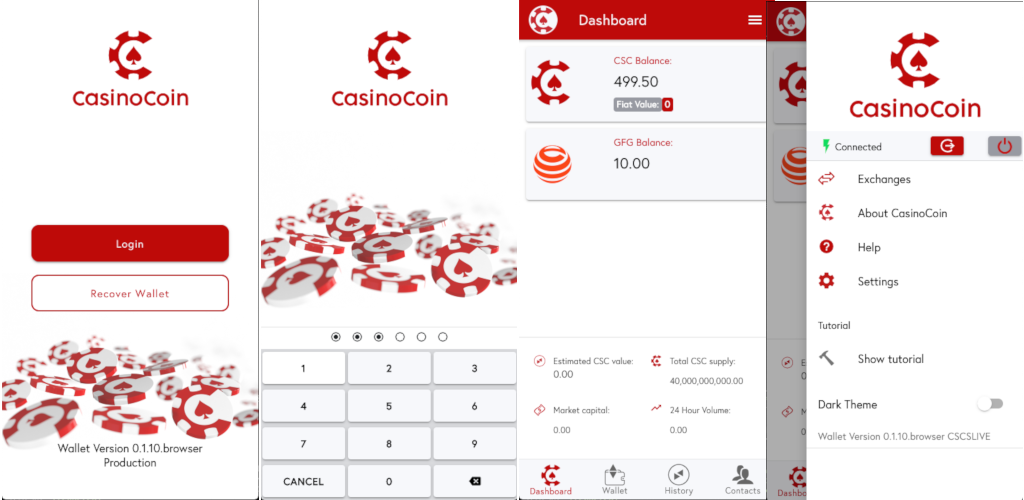 CasinoCoin
Login
Recover Wallet
Wallet Version 0.1.10.browser
Production
CasinoCoin
1 2 3
4 5 6
7 8 9
CANCEL 0
Dashboard
CSC Balance:
499.50
Fiat Value: 0
GFG Balance:
10.00
Estimated CSC value:
0.00
Total CSC supply:
40,000,000,000.00
Market capital:
0.00
24 Hour Volume:
0.00
Dashboard Wallet History Contacts
CasinoCoin
Connected
Exchanges
About CasinoCoin
Help
Settings
Tutorial
Show tutorial
Dark Theme
Wallet Version 0.1.10.browser CSCSLIVE